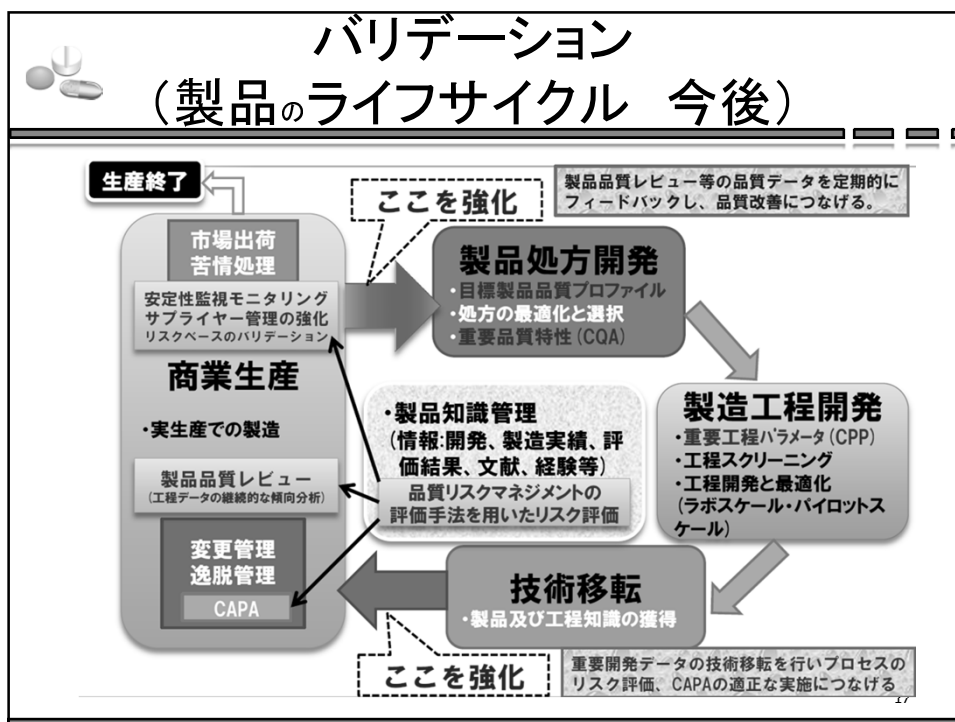 バリデーション
（製品のライフサイクル　今後）
生産終了
ここを強化
製品品質レビュー等の品質データを定期的に
フィードバックし、品質改善につなげる。
市場出荷
苦情処理
安定性監視モニタリング
サプライヤー管理の強化
リスクベースのバリデーション
商業生産
・実生産での製造
製品品質レビュー
(工程データの継続的な傾向分析)
変更管理
逸脱管理
CAPA
製品処方開発
・目標製品品質プロファイル
・処方の最適化と選択
・重要品質特性(CQA)
・製品知識管理
(情報:開発、製造実績、評
価結果、文献、経験等)
品質リスクマネジメントの
評価手法を用いたリスク評価
製造工程開発
・重要工程パラメータ(CPP)
・工程スクリーニング
・工程開発と最適化
(ラボスケール・パイロットス
ケール)
技術移転
・製品及び工程知識の獲得
ここを強化
重要開発データの技術移転を行いプロセスの
リスク評価、CAPAの適正な実施につなげる
17